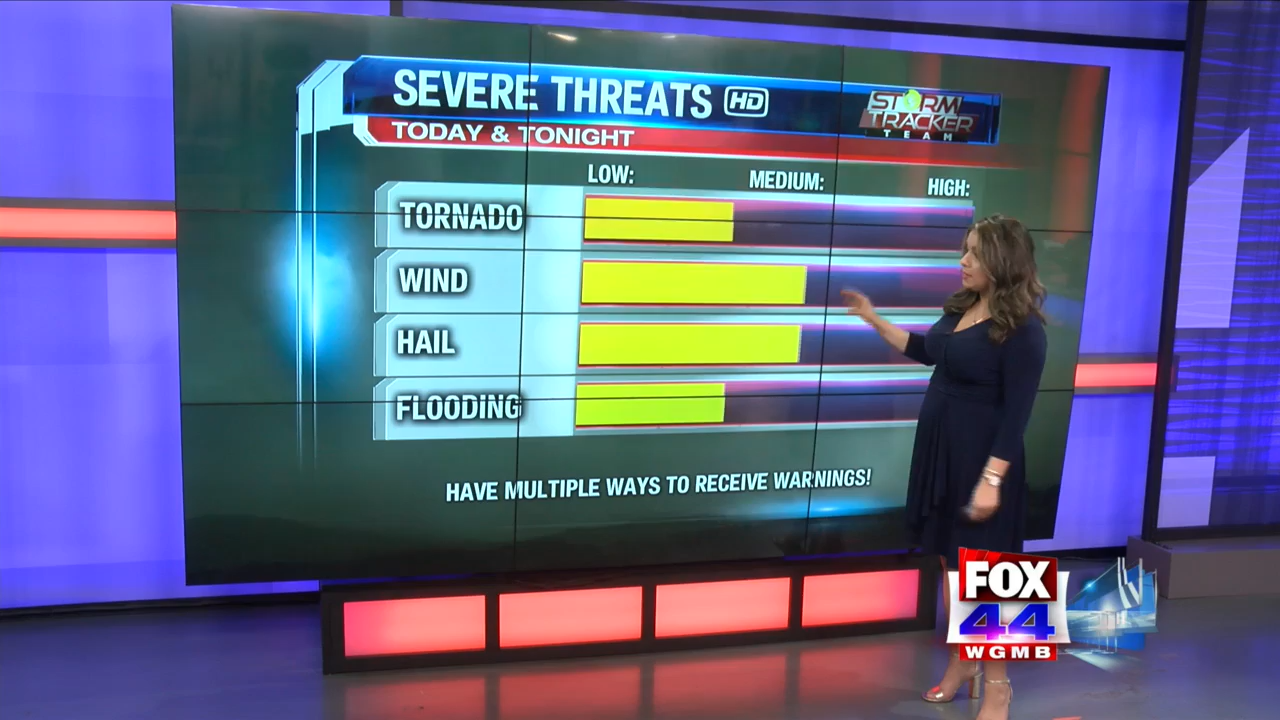 SEVERE THREATS HD
STORM
TRACKER
TEAM
TODAY & TONIGHT
LOW: MEDIUM: HIGH:
TORNADO
WIND
HAIL
FLOODING
HAVE MULTIPLE WAYS TO RECEIVE WARNINGS!
FOX
44
WGMB